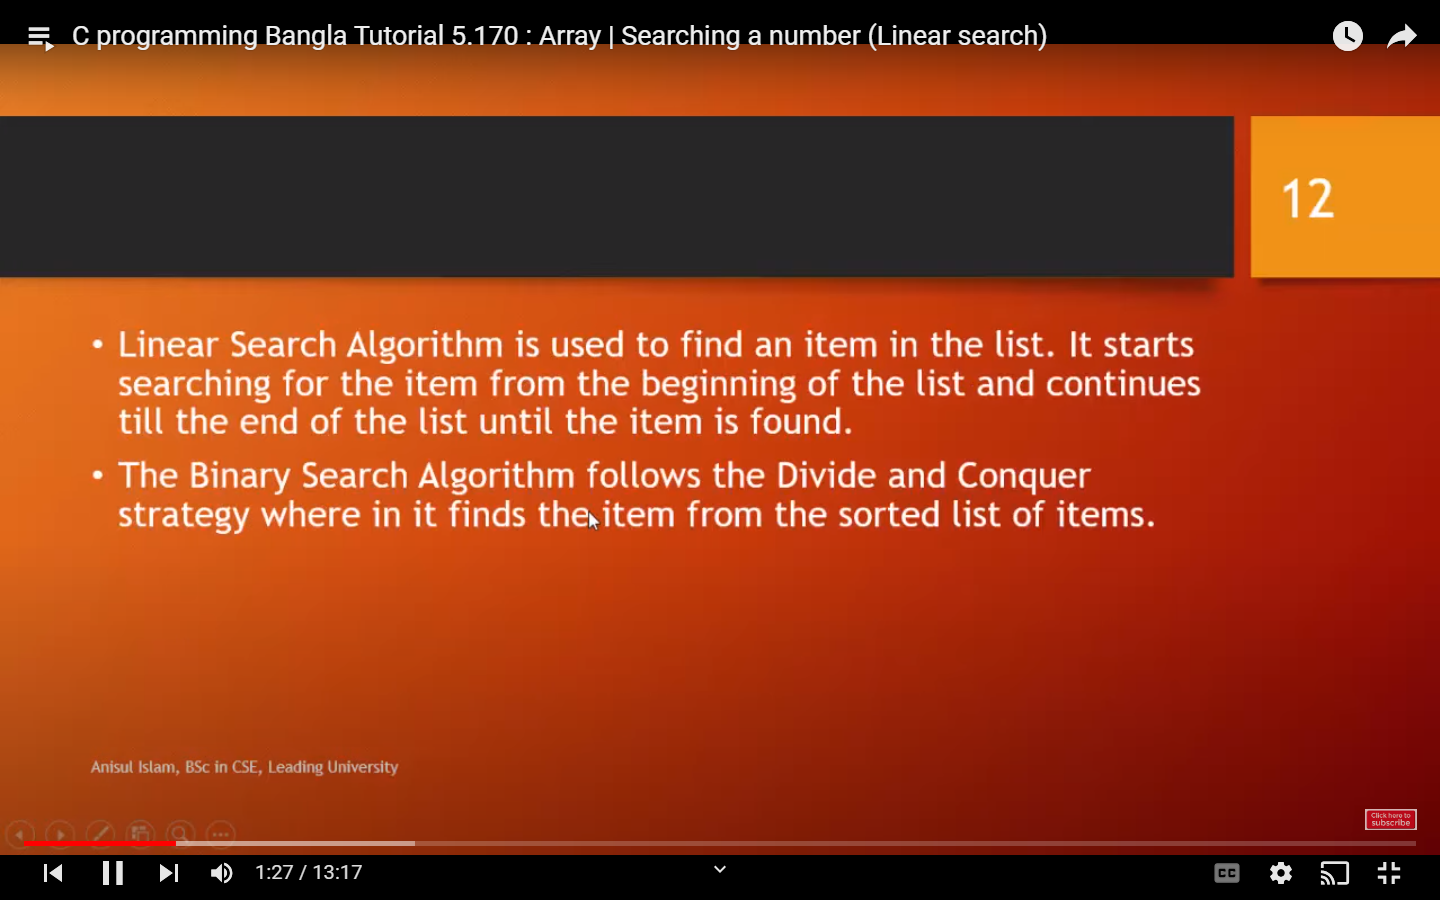 C programming Bangla Tutorial 5.170 : Array | Searching a number (Linear search)
12
• Linear Search Algorithm is used to find an item in the list. It starts
searching for the item from the beginning of the list and continues
till the end of the list until the item is found.
• The Binary Search Algorithm follows the Divide and Conquer
strategy where in it finds the item from the sorted list of items.
Anisul Islam, BSc in CSE, Leading University
Click here to
subscribe
1:27 / 13:17
CC